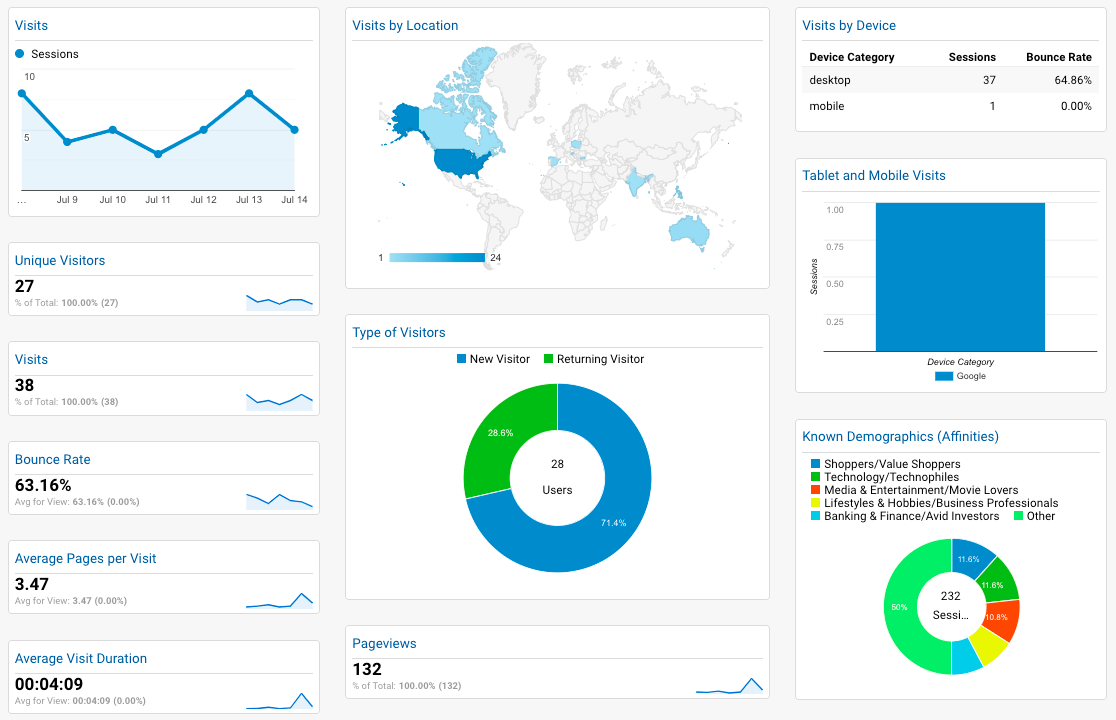 Visits
Sessions
10
5
...
Jul 9
Jul 10
Jul 11
Jul 12
Jul 13
Jul 14
Unique Visitors
27
% of Total: 100.00% (27)
Visits
38
% of Total: 100.00% (38)
Bounce Rate
63.16%
Avg for View: 63.16% (0.00%)
Average Pages per Visit
3.47
Avg for View: 3.47 (0.00%)
Average Visit Duration
00:04:09
Avg for View: 00:04:09 (0.00%)
Visits by Location
1
24
Type of Visitors
New Visitor Returning Visitor
28.6%
28
Users
71.4%
Pageviews
132
% of Total: 100.00% (132)
Visits by Device
Device Category Sessions Bounce Rate
desktop 37 64.86%
mobile 1 0.00%
Tablet and Mobile Visits
1.00
0.75
0.50
0.25
Sessions
Device Category
Google
Known Demographics (Affinities)
Shoppers/Value Shoppers
Technology/Technophiles
Media & Entertainment/Movie Lovers
Lifestyles & Hobbies/Business Professionals
Banking & Finance/Avid Investors Other
11.6%
11.6%
10.8%
50%
232
Sessi...